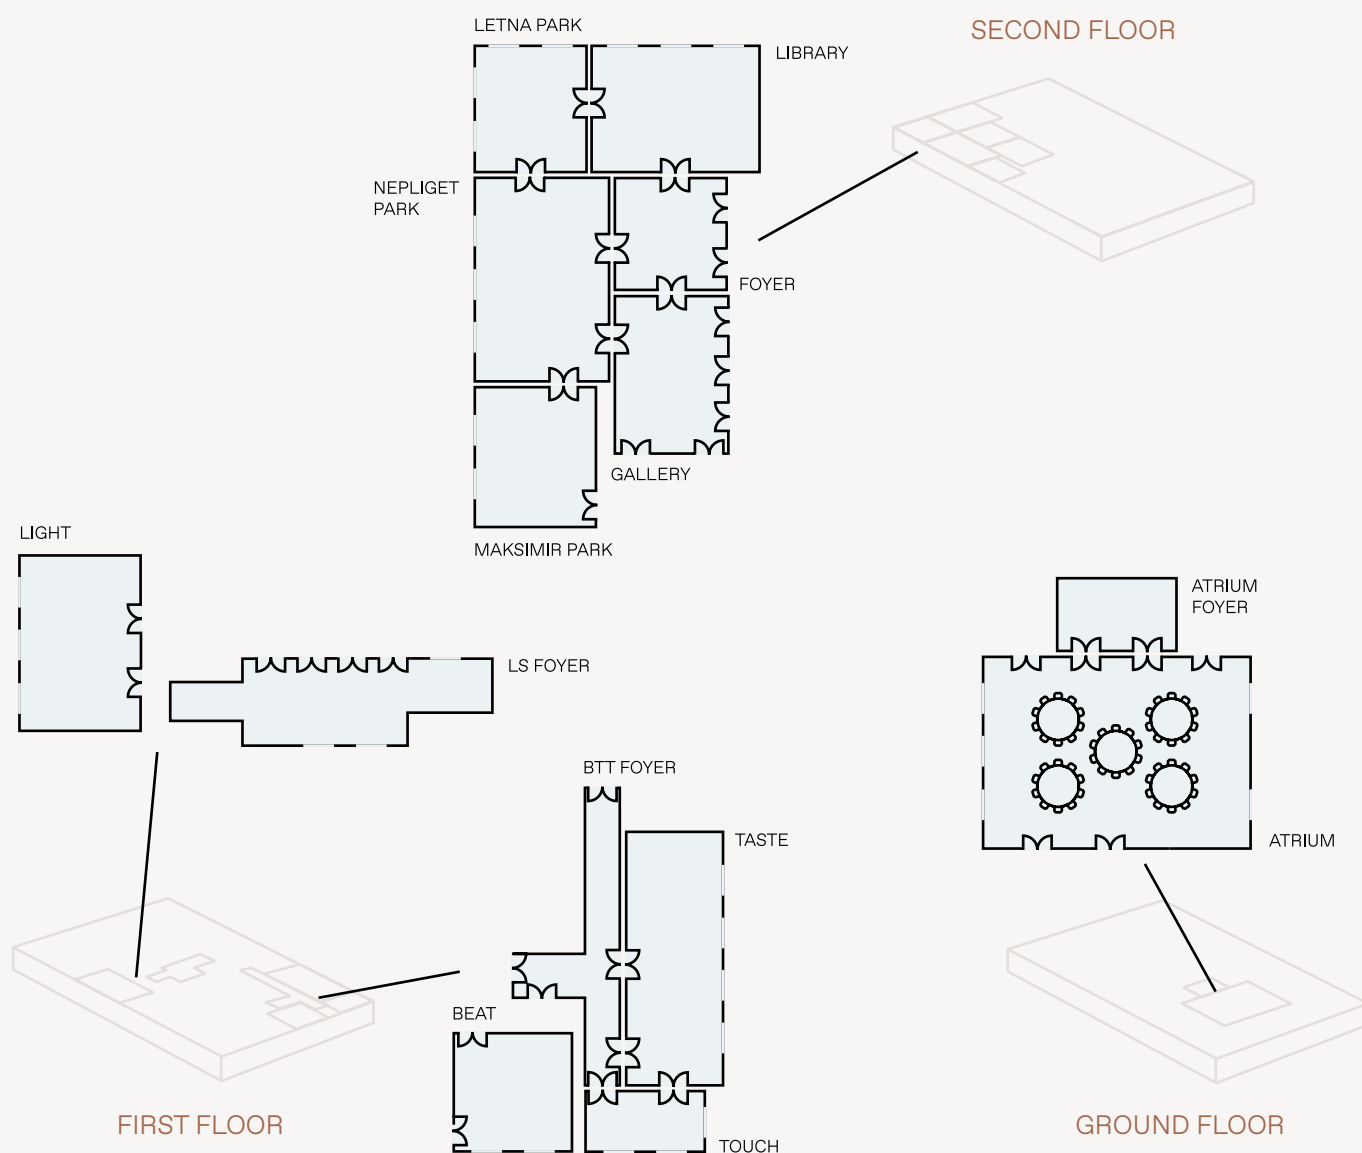 LETNA PARK
SECOND FLOOR
LIBRARY
NEPLIGET
PARK
FOYER
GALLERY
MAKSIMIR PARK
LIGHT
ATRIUM
FOYER
LS FOYER
BTT FOYER
TASTE
ATRIUM
BEAT
FIRST FLOOR
GROUND FLOOR
TOUCH